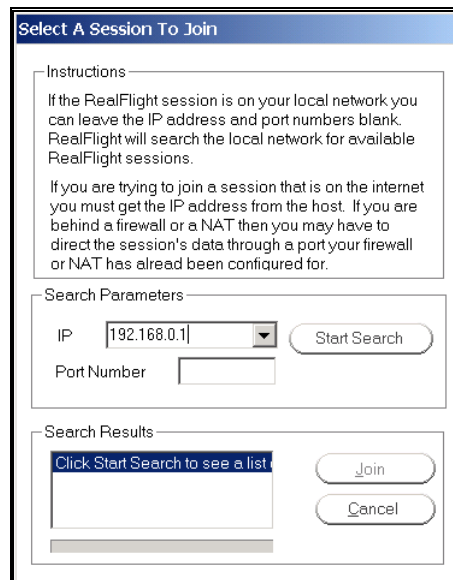 Select A Session To Join
Instructions
If the RealFlight session is on your local network you
can leave the IP address and port numbers blank.
RealFlight will search the local network for available
RealFlight sessions.
If you are trying to join a session that is on the internet
you must get the IP address from the host. If you are
behind a firewall or a NAT then you may have to
direct the session's data through a port your firewall
or NAT has alread been configured for.
Search Parameters
IP 192.168.0.1 Start Search
Port Number
Search Results
Click Start Search to see a list
Join
Cancel